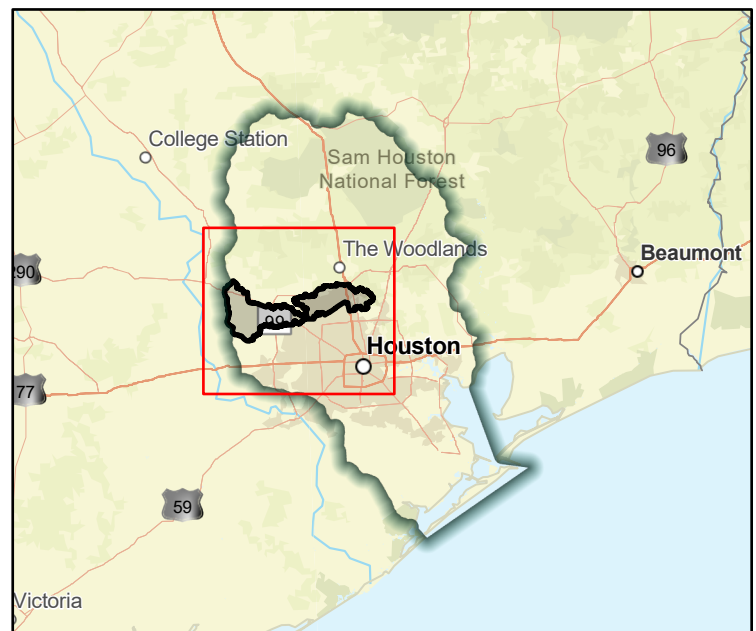 College Station
Sam Houston
National Forest
96
The Woodlands
Beaumont
290
99
Houston
77
59
Victoria